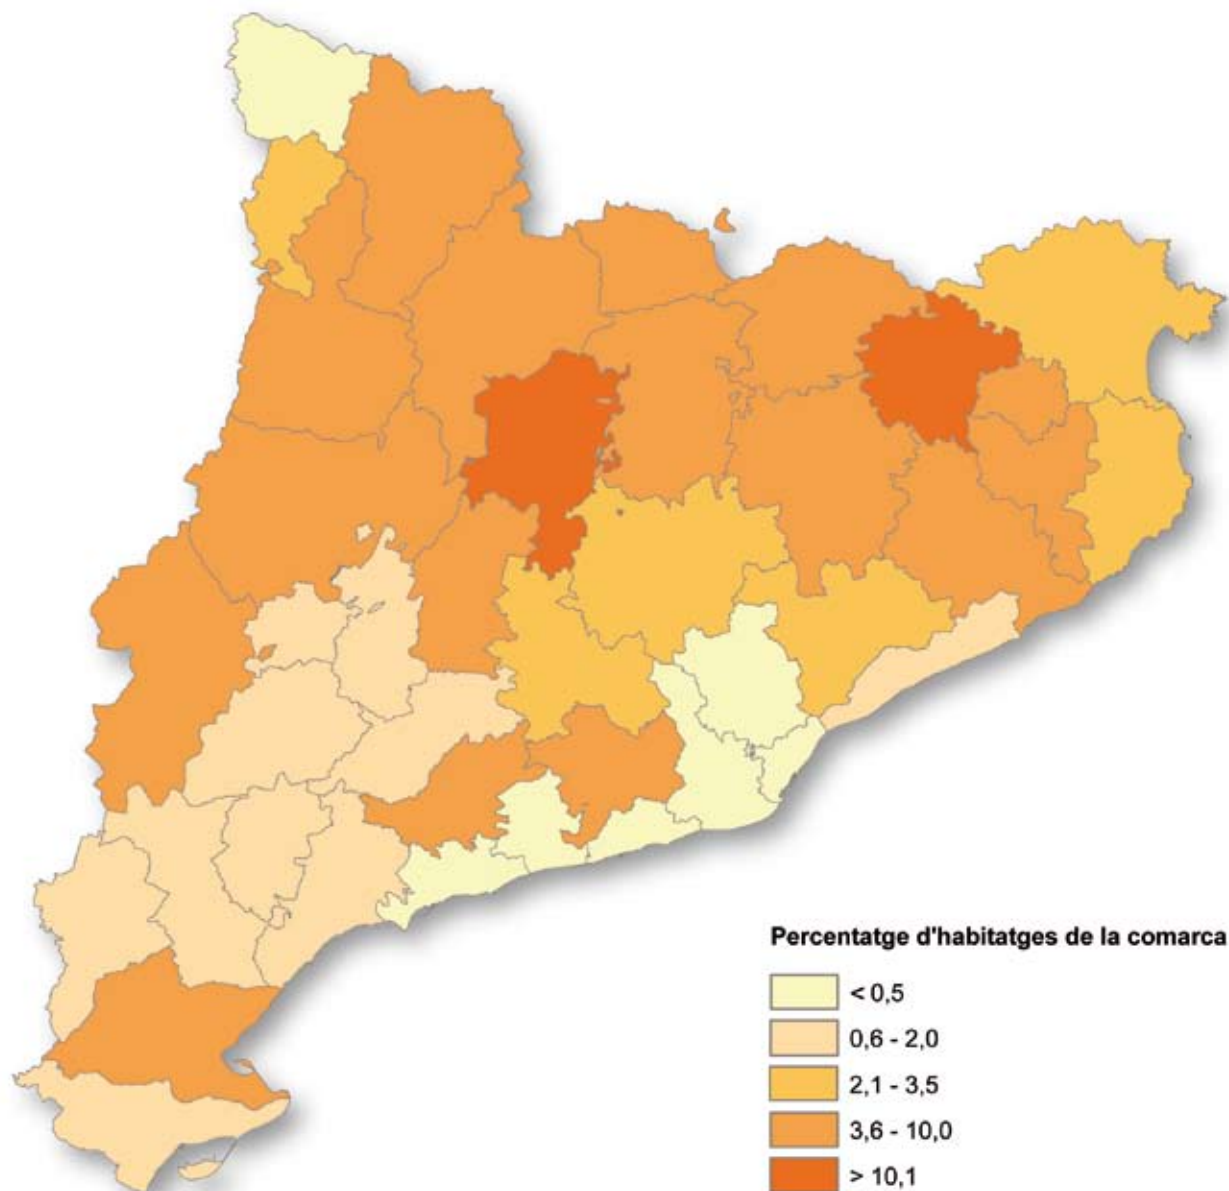 Percentatge d'habitatges de la comarca
< 0,5
0,6 - 2,0
2,1 - 3,5
3,6 - 10,0
> 10,1